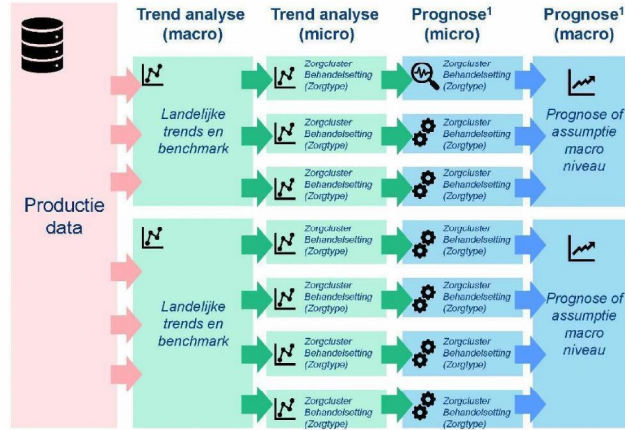 Trend analyse
(macro)
Trend analyse
(micro)
Prognose¹
(micro)
Prognose¹
(macro)
Productie
data
Landelijke
trends en
benchmark
Zorgcluster
Behandelsetting
(Zorgtype)
Zorgcluster
Behandelsetting
(Zorgtype)
Prognose of
assumptie
macro
niveau
Zorgcluster
Behandelsetting
(Zorgtype)
Zorgcluster
Behandelsetting
(Zorgtype)
Zorgcluster
Behandelsetting
(Zorgtype)
Zorgcluster
Behandelsetting
(Zorgtype)
Landelijke
trends en
benchmark
Zorgcluster
Behandelsetting
(Zorgtype)
Zorgcluster
Behandelsetting
(Zorgtype)
Prognose of
assumptie
macro
niveau
Zorgcluster
Behandelsetting
(Zorgtype)
Zorgcluster
Behandelsetting
(Zorgtype)
Zorgcluster
Behandelsetting
(Zorgtype)
Zorgcluster
Behandelsetting
(Zorgtype)
Zorgcluster
Behandelsetting
(Zorgtype)
Zorgcluster
Behandelsetting
(Zorgtype)